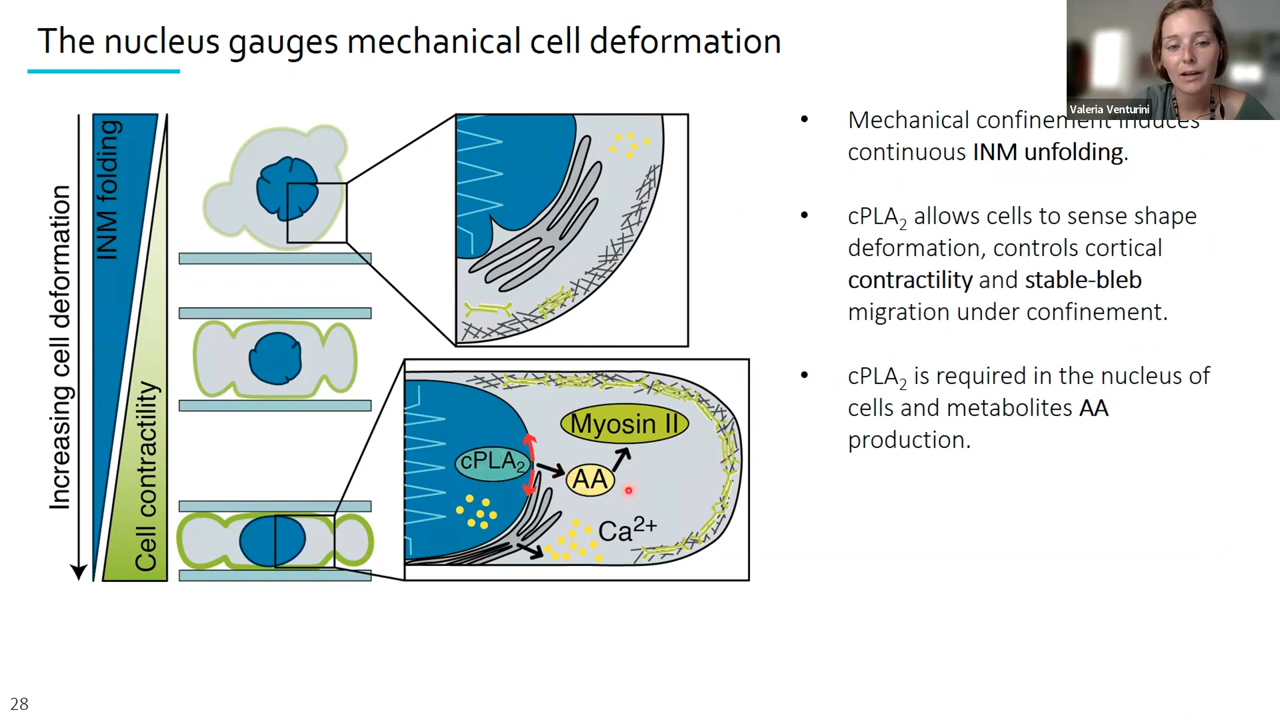 The nucleus gauges mechanical cell deformation
Valeria Venturini
Increasing cell deformation
INM folding
Cell contractility
cPLA₂
AA
Myosin II
Ca²⁺
• Mechanical confinement induces
continuous INM unfolding.
• cPLA₂ allows cells to sense shape
deformation, controls cortical
contractility and stable-bleb
migration under confinement.
• cPLA₂ is required in the nucleus of
cells and metabolites AA
production.
28